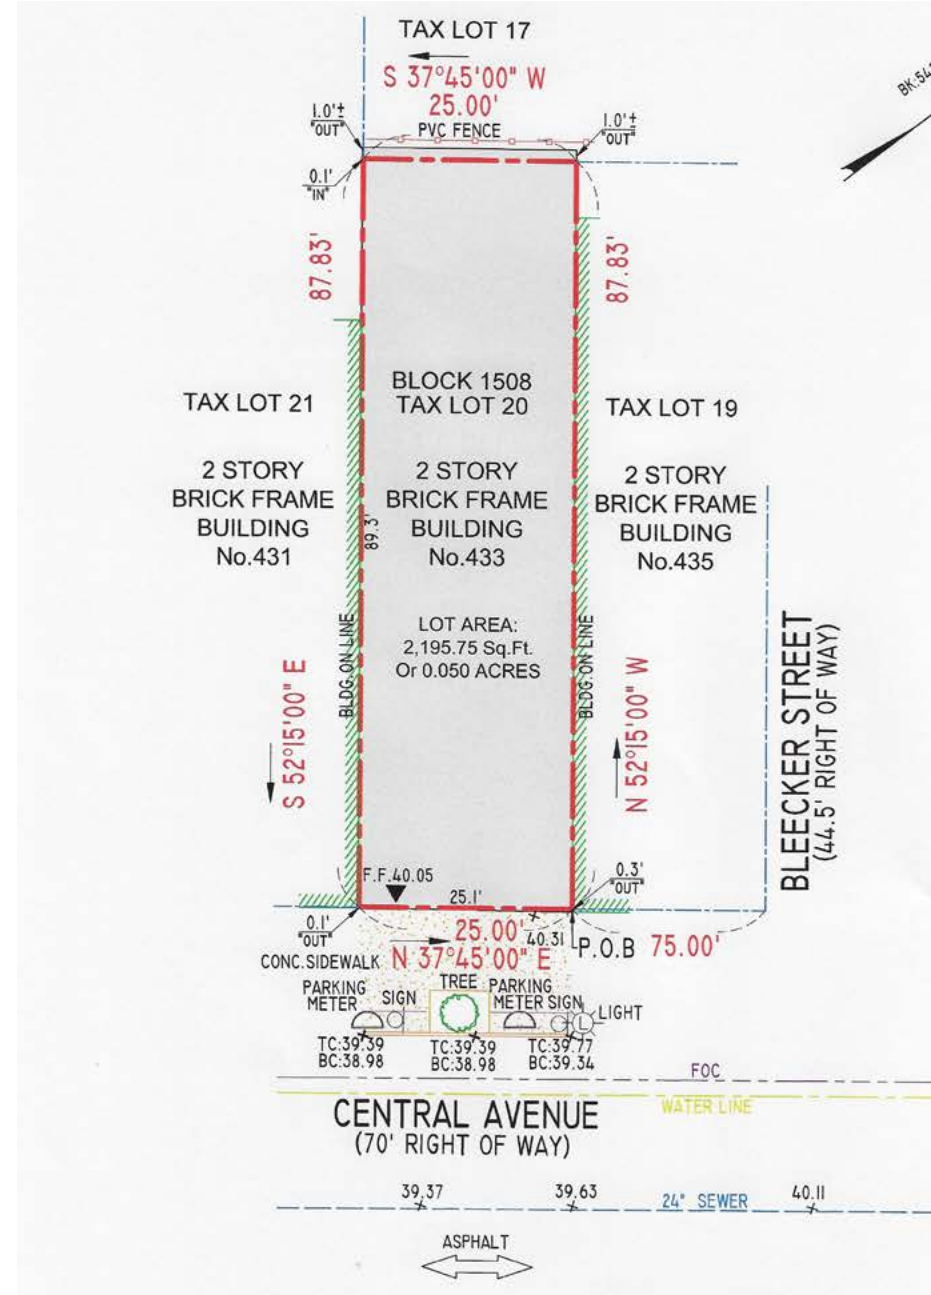 TAX LOT 17
S 37°45'00" W
25.00'
1.0'±
"OUT"
PVC FENCE
1.0'±
"OUT"
0.1'
"IN"
87.83'
87.83'
BLOCK 1508
TAX LOT 20
TAX LOT 21
TAX LOT 19
2 STORY
BRICK FRAME
BUILDING
No.431
2 STORY
BRICK FRAME
BUILDING
No.433
2 STORY
BRICK FRAME
BUILDING
No.435
89.3'
LOT AREA:
2,195.75 Sq.Ft.
Or 0.050 ACRES
BLDG.ON LINE
BLDG.ON LINE
S 52°15'00" E
N 52°15'00" W
BLEECKER STREET
(44.5' RIGHT OF WAY)
F.F.40.05
25.1'
0.3'
"OUT"
0.1'
"OUT"
25.00'
40.31
P.O.B
75.00'
CONC.SIDEWALK
N 37°45'00" E
PARKING
METER
SIGN
TREE
PARKING
METER
SIGN
L
LIGHT
TC:39.39
BC:38.98
TC:39.39
BC:38.98
TC:39.77
BC:39.34
FOC
WATER LINE
CENTRAL AVENUE
(70' RIGHT OF WAY)
39.37
39.63
24" SEWER
40.11
ASPHALT